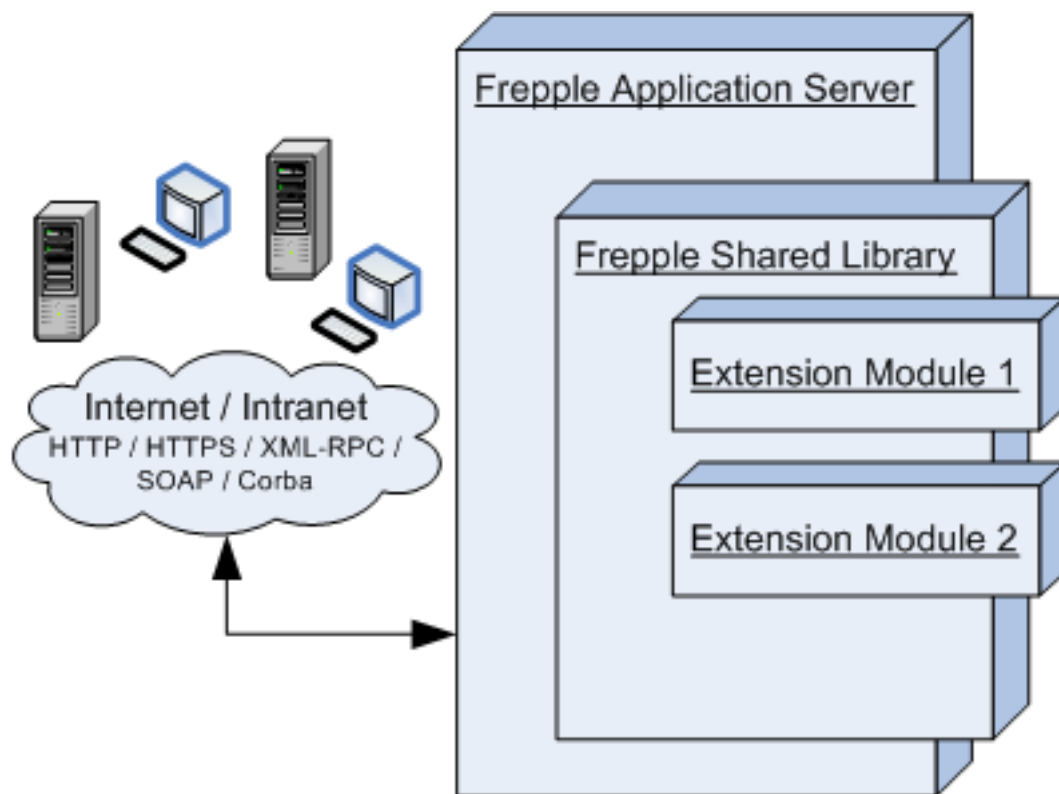 Frepple Application Server
Frepple Shared Library
Extension Module 1
Extension Module 2
Internet / Intranet
HTTP / HTTPS / XML-RPC /
SOAP / Corba